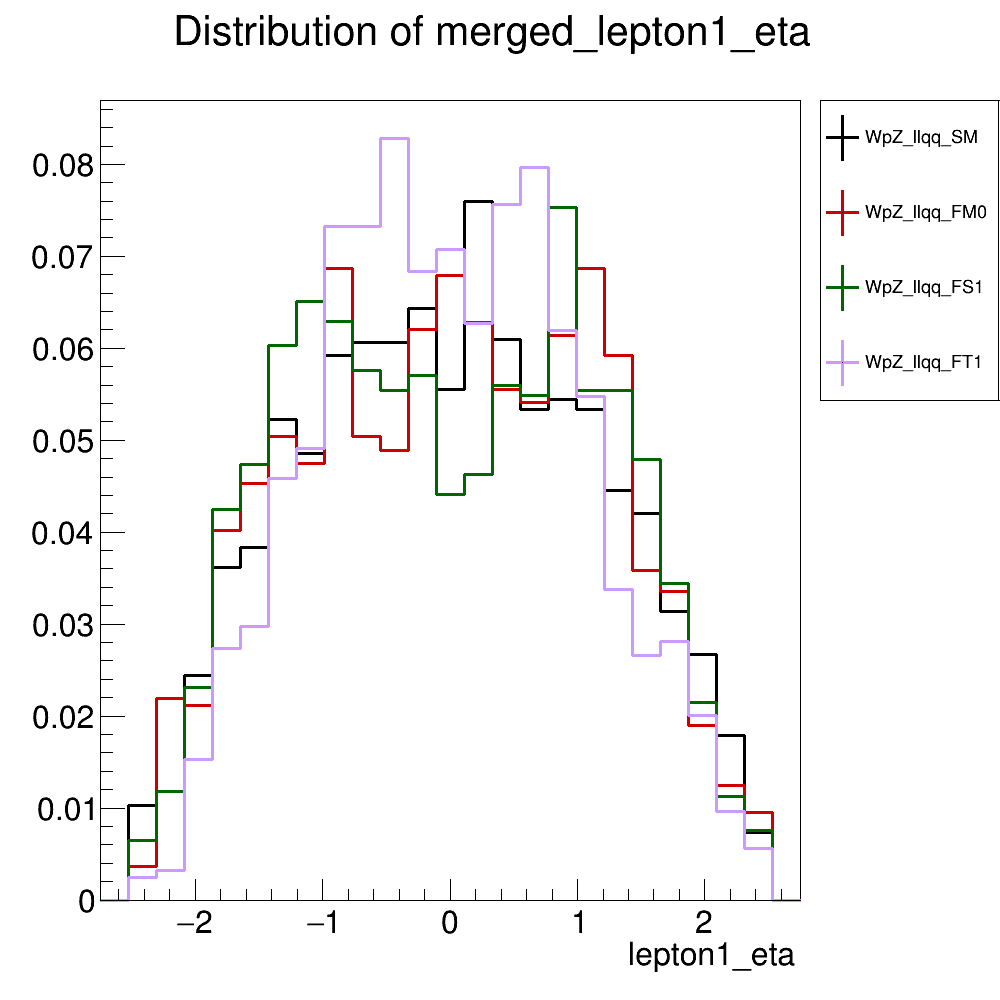 Distribution of merged_lepton1_eta
0.08
0.07
0.06
0.05
0.04
0.03
0.02
0.01
0
−2
−1
0
1
2
lepton1_eta
WpZ_llqq_SM
WpZ_llqq_FM0
WpZ_llqq_FS1
WpZ_llqq_FT1